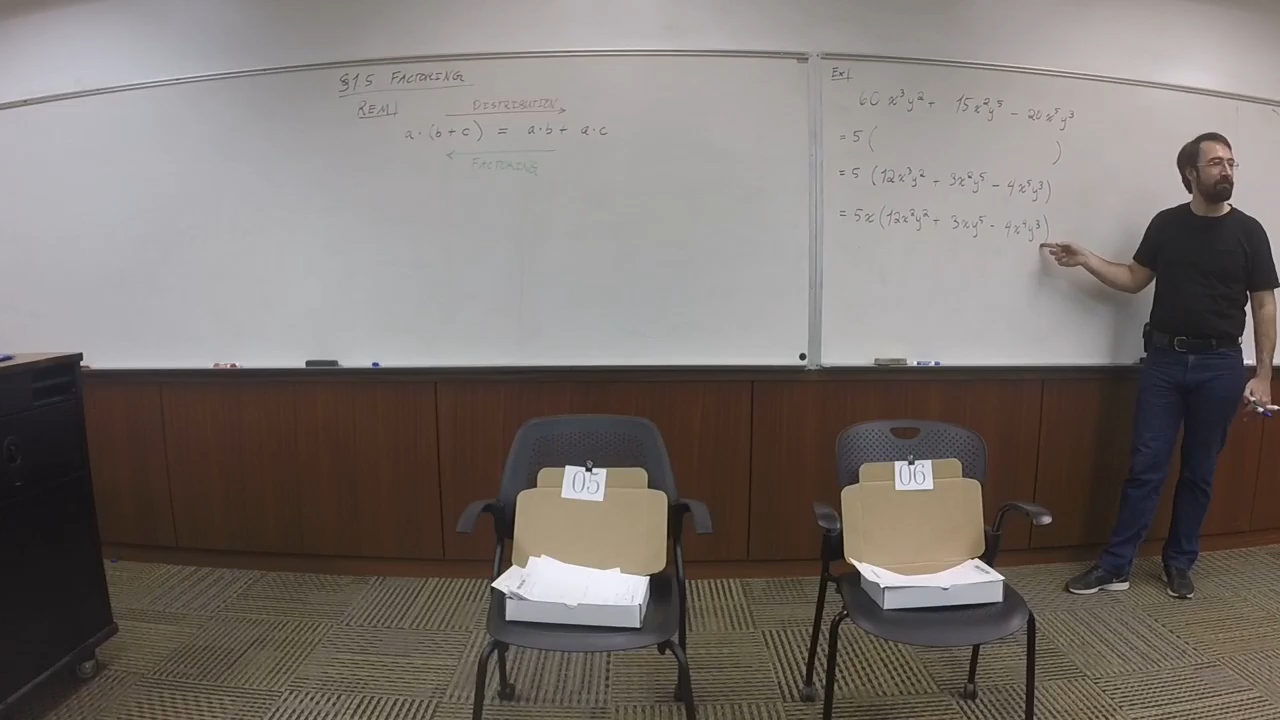 §1.5 FACTORING
REM|
DISTRIBUTION
a·(b+c) = a·b + a·c
FACTORING
Ex|
60x³y² + 15x²y⁵ - 20x⁵y³
= 5 ( )
= 5 (12x³y² + 3x²y⁵ - 4x⁵y³)
= 5x(12x²y² + 3xy⁵ - 4x⁴y³)
05
06